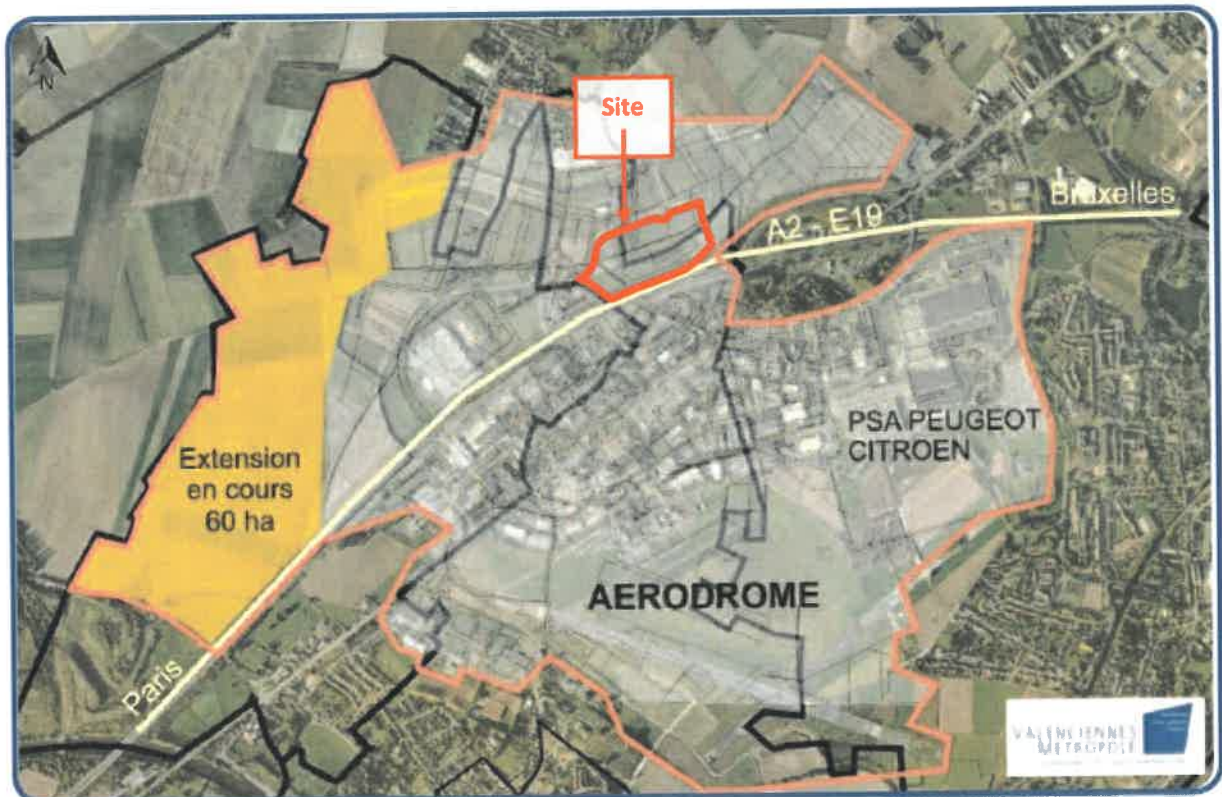 N
Site
Bruxelles
A2 - E19
PSA PEUGEOT
CITROEN
Extension
en cours
60 ha
AERODROME
Paris
VALENCIENNES
METROPOLE